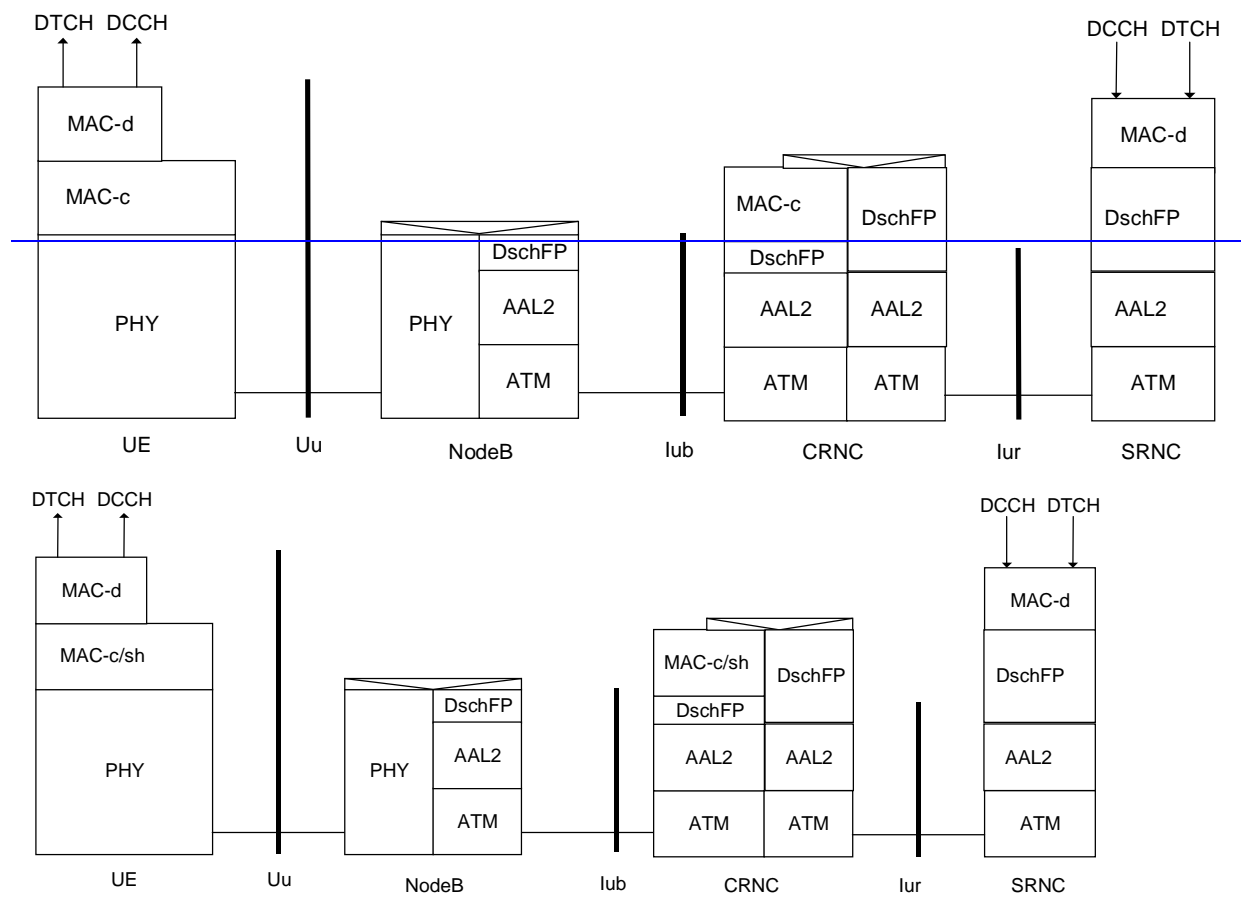 DTCH DCCH
DCCH DTCH
MAC-d
MAC-d
MAC-c
MAC-c
DschFP
DschFP
DschFP
DschFP
PHY
PHY
AAL2
AAL2
AAL2
AAL2
ATM
ATM
ATM
ATM
UE
Uu
NodeB
Iub
CRNC
Iur
SRNC
DTCH DCCH
DCCH DTCH
MAC-d
MAC-d
MAC-c/sh
MAC-c/sh
DschFP
DschFP
DschFP
DschFP
PHY
PHY
AAL2
AAL2
AAL2
AAL2
ATM
ATM
ATM
ATM
UE
Uu
NodeB
Iub
CRNC
Iur
SRNC